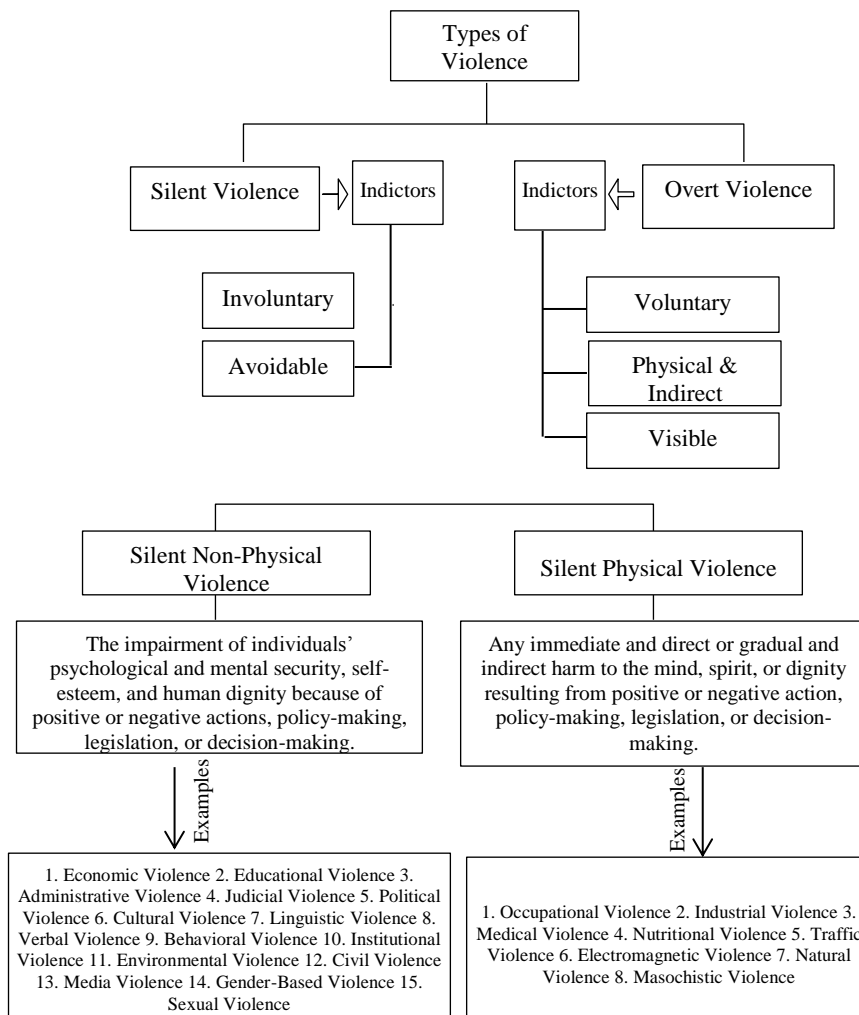 Types of
Violence
Silent Violence
Indictors
Indictors
Overt Violence
Involuntary
Avoidable
Voluntary
Physical &
Indirect
Visible
Silent Non-Physical
Violence
Silent Physical Violence
The impairment of individuals’
psychological and mental security, self-
esteem, and human dignity because of
positive or negative actions, policy-making,
legislation, or decision-making.
Any immediate and direct or gradual and
indirect harm to the mind, spirit, or dignity
resulting from positive or negative action,
policy-making, legislation, or decision-
making.
Examples
Examples
1. Economic Violence 2. Educational Violence 3.
Administrative Violence 4. Judicial Violence 5. Political
Violence 6. Cultural Violence 7. Linguistic Violence 8.
Verbal Violence 9. Behavioral Violence 10. Institutional
Violence 11. Environmental Violence 12. Civil Violence
13. Media Violence 14. Gender-Based Violence 15.
Sexual Violence
1. Occupational Violence 2. Industrial Violence 3.
Medical Violence 4. Nutritional Violence 5. Traffic
Violence 6. Electromagnetic Violence 7. Natural
Violence 8. Masochistic Violence